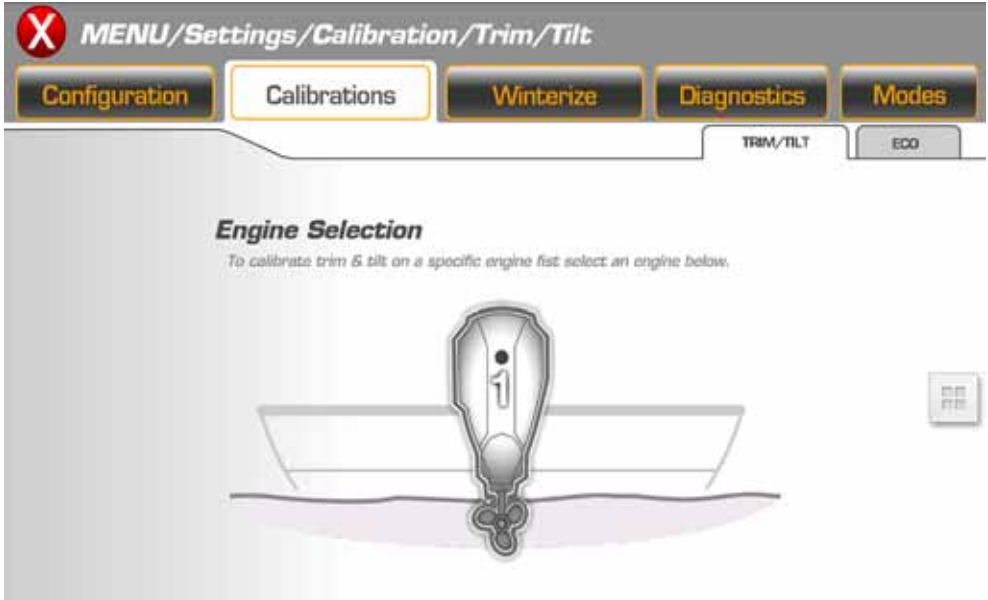 X MENU/Settings/Calibration/Trim/Tilt
Configuration Calibrations Winterize Diagnostics Modes
TRIM/TILT ECO
Engine Selection
To calibrate trim & tilt on a specific engine fist select an engine below.
1